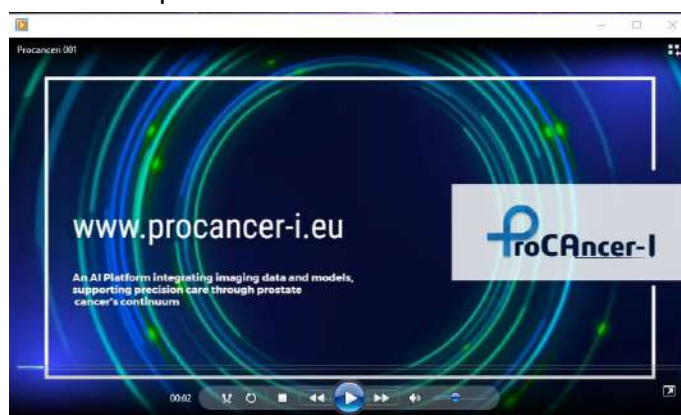 Procanceri 001
www.procancer-i.eu
ProCAncer-I
An AI Platform integrating imaging data and models,
supporting precision care through prostate
cancer's continuum
00:02